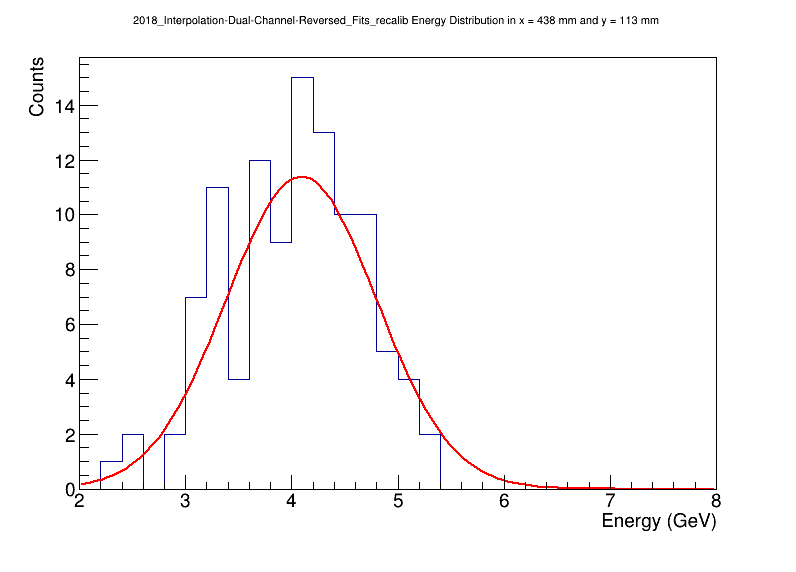 2018_Interpolation-Dual-Channel-Reversed_Fits_recalib Energy Distribution in x = 438 mm and y = 113 mm
Counts
14
12
10
8
6
4
2
0
2 3 4 5 6 7 8
Energy (GeV)